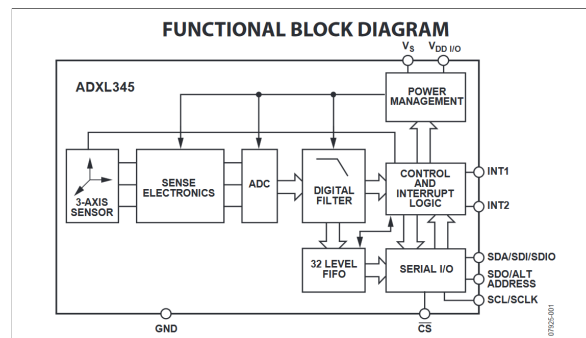 FUNCTIONAL BLOCK DIAGRAM
VS
VDD I/O
ADXL345
POWER
MANAGEMENT
3-AXIS
SENSOR
SENSE
ELECTRONICS
ADC
DIGITAL
FILTER
CONTROL
AND
INTERRUPT
LOGIC
INT1
INT2
32 LEVEL
FIFO
SERIAL I/O
SDA/SDI/SDIO
SDO/ALT
ADDRESS
SCL/SCLK
GND
CS
07925-001